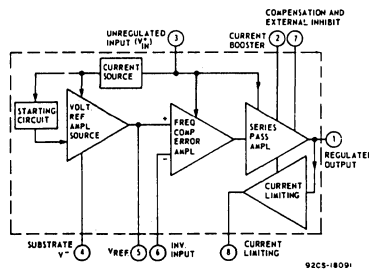 COMPENSATION AND
EXTERNAL INHIBIT
UNREGULATED
INPUT (V+IN)
CURRENT
BOOSTER
3
2
7
CURRENT
SOURCE
STARTING
CIRCUIT
VOLT.
REF
AMPL
SOURCE
+
-
FREQ
COMP
ERROR
AMPL
SERIES
PASS
AMPL
1
REGULATED
OUTPUT
CURRENT
LIMITING
SUBSTRATE
V-
4
VREF
5
6
INV.
INPUT
8
CURRENT
LIMITING
92CS-18091